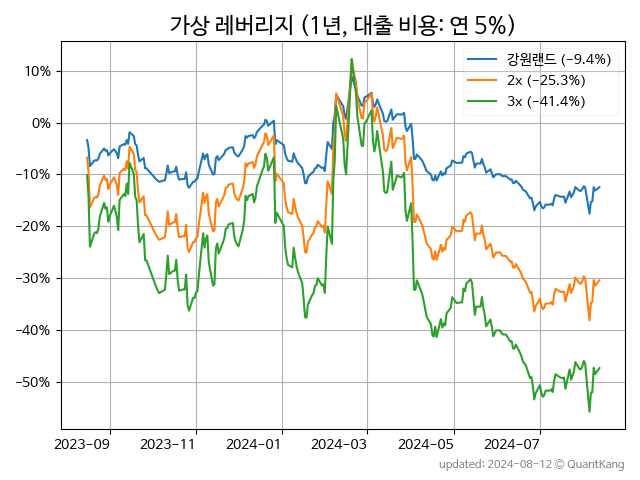 가상 레버리지 (1년, 대출 비용: 연 5%)
강원랜드 (−9.4%)
2x (−25.3%)
3x (−41.4%)
10%
0%
−10%
−20%
−30%
−40%
−50%
2023-09 2023-11 2024-01 2024-03 2024-05 2024-07
updated: 2024-08-12 © QuantKang